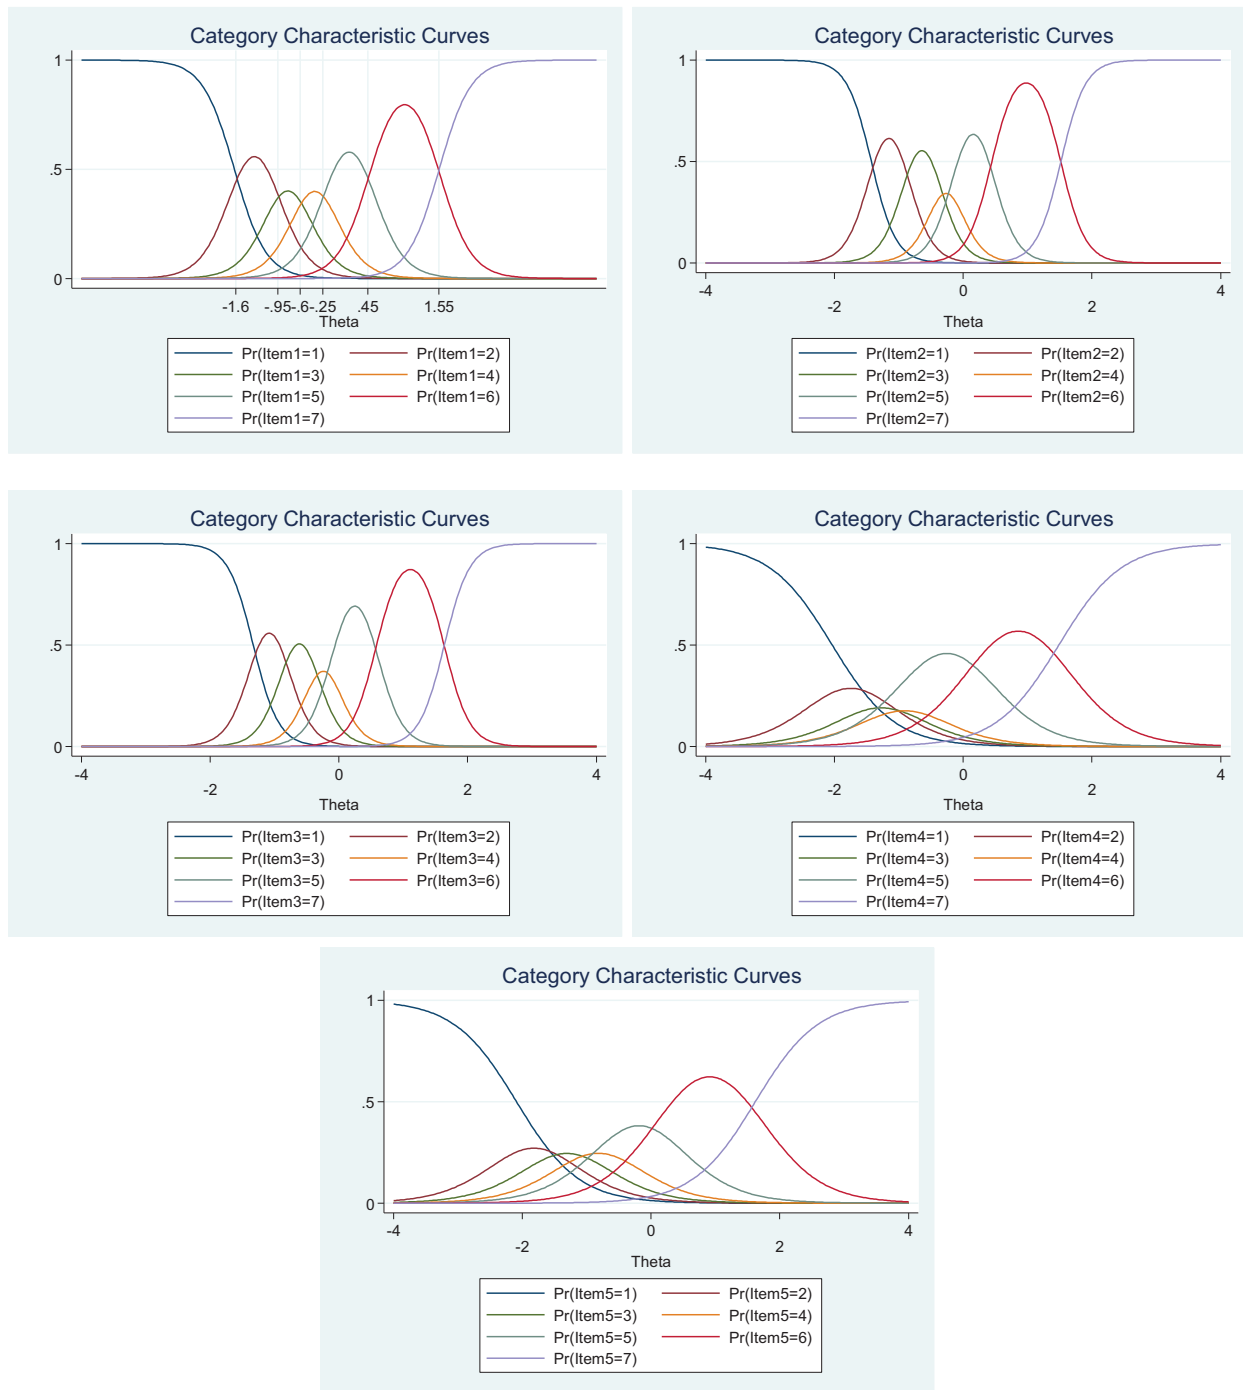 Category Characteristic Curves
1
.5
0
-1.6 -.95 -.6 -.25 .45 1.55
Theta
Pr(Item1=1) Pr(Item1=2)
Pr(Item1=3) Pr(Item1=4)
Pr(Item1=5) Pr(Item1=6)
Pr(Item1=7)
Category Characteristic Curves
1
.5
0
-4 0 4
-2 2
Theta
Pr(Item2=1) Pr(Item2=2)
Pr(Item2=3) Pr(Item2=4)
Pr(Item2=5) Pr(Item2=6)
Pr(Item2=7)
Category Characteristic Curves
1
.5
0
-4 0 4
-2 2
Theta
Pr(Item3=1) Pr(Item3=2)
Pr(Item3=3) Pr(Item3=4)
Pr(Item3=5) Pr(Item3=6)
Pr(Item3=7)
Category Characteristic Curves
1
.5
0
-4 0 4
-2 2
Theta
Pr(Item4=1) Pr(Item4=2)
Pr(Item4=3) Pr(Item4=4)
Pr(Item4=5) Pr(Item4=6)
Pr(Item4=7)
Category Characteristic Curves
1
.5
0
-4 0 4
-2 2
Theta
Pr(Item5=1) Pr(Item5=2)
Pr(Item5=3) Pr(Item5=4)
Pr(Item5=5) Pr(Item5=6)
Pr(Item5=7)